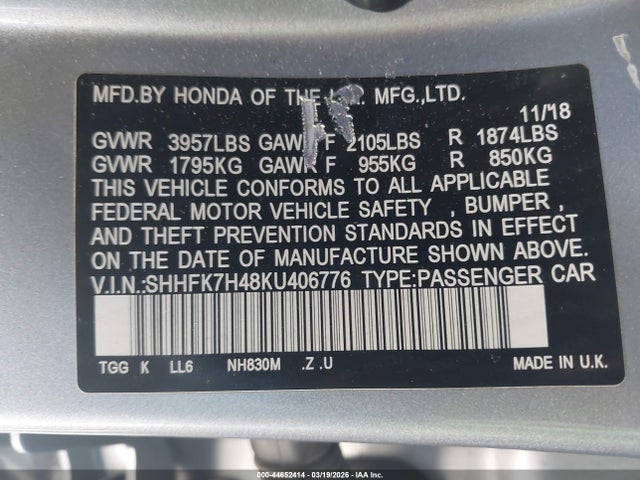 MFD.BY HONDA OF THE U.K. MFG.,LTD.
11/18
GVWR 3957LBS GAWR F 2105LBS R 1874LBS
GVWR 1795KG GAWR F 955KG R 850KG
THIS VEHICLE CONFORMS TO ALL APPLICABLE
FEDERAL MOTOR VEHICLE SAFETY , BUMPER ,
AND THEFT PREVENTION STANDARDS IN EFFECT
ON THE DATE OF MANUFACTURE SHOWN ABOVE.
V.I.N.:SHHFK7H48KU406776 TYPE:PASSENGER CAR
TGG K LL6 NH830M .Z .U MADE IN U.K.
000-44652414 | 03/19/2026 | IAA Inc.